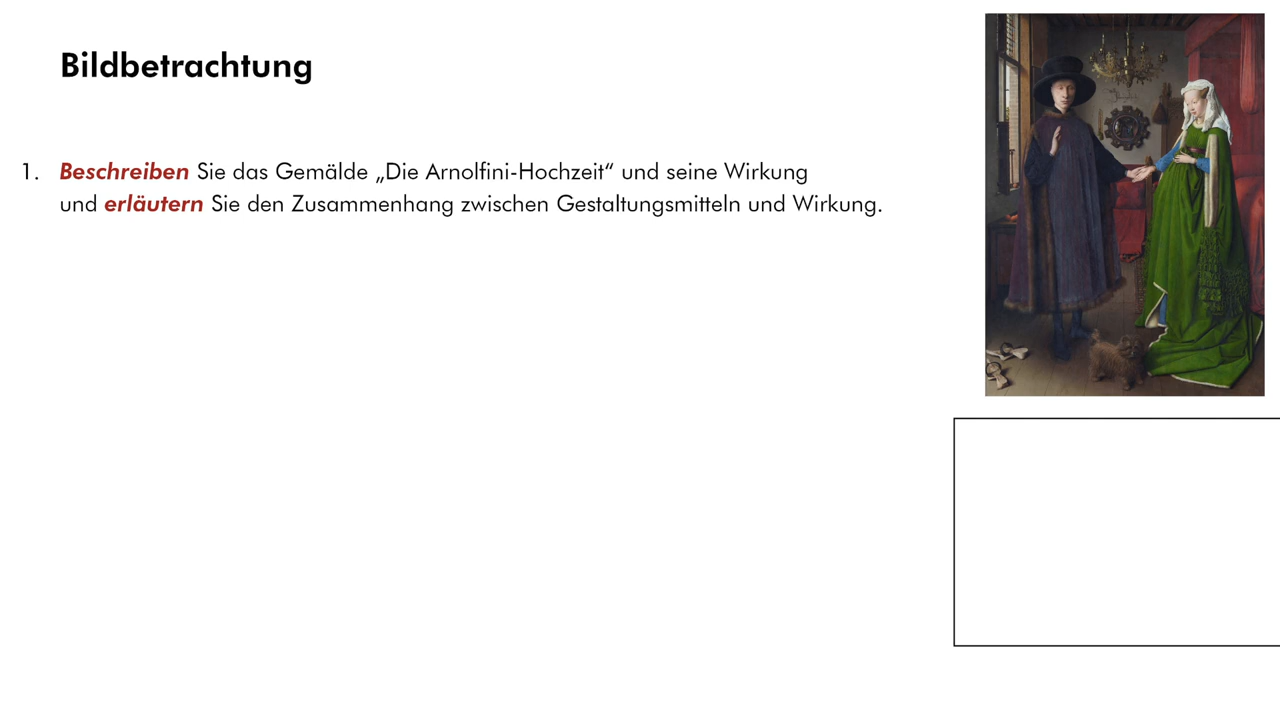 Bildbetrachtung
1. Beschreiben Sie das Gemälde „Die Arnolfini-Hochzeit“ und seine Wirkung
und erläutern Sie den Zusammenhang zwischen Gestaltungsmitteln und Wirkung.